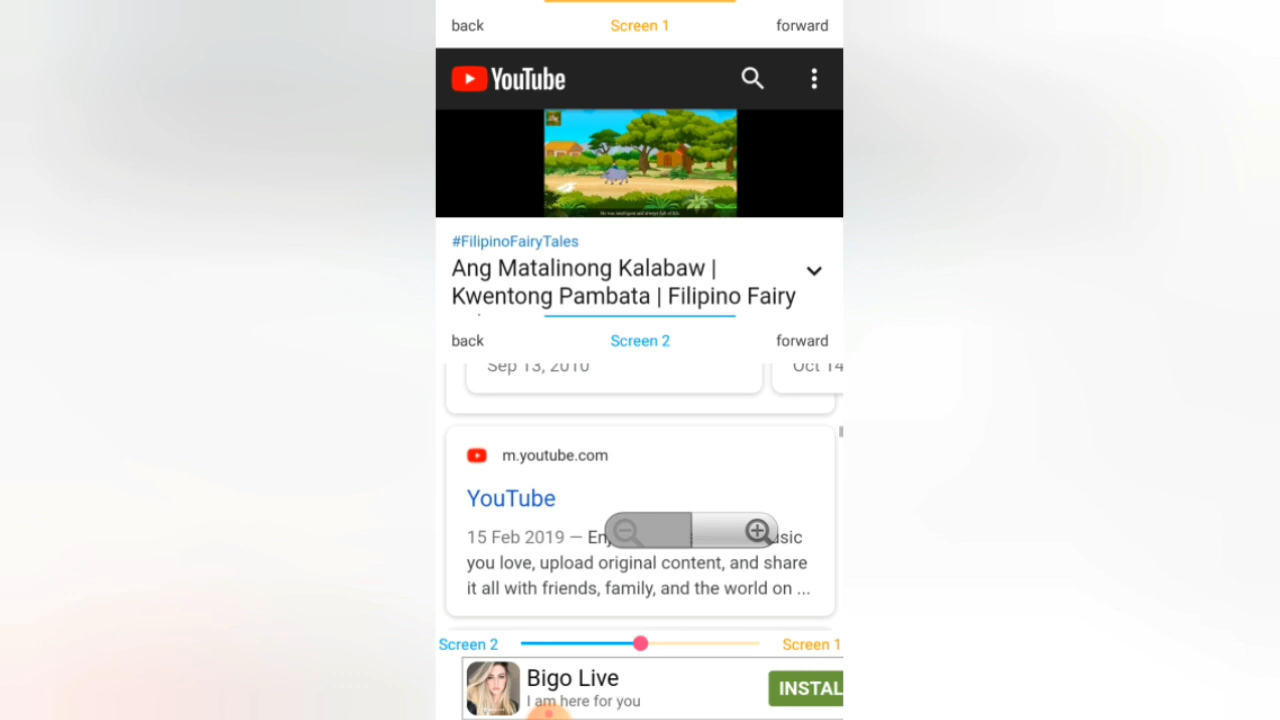 back Screen 1 forward
YouTube
#FilipinoFairyTales
Ang Matalinong Kalabaw |
Kwentong Pambata | Filipino Fairy
back Screen 2 forward
Sep 13, 2010 Oct 14
m.youtube.com
YouTube
15 Feb 2019 — En
you love, upload original content, and share
it all with friends, family, and the world on ...
Screen 2 Screen 1
Bigo Live
I am here for you
INSTAL